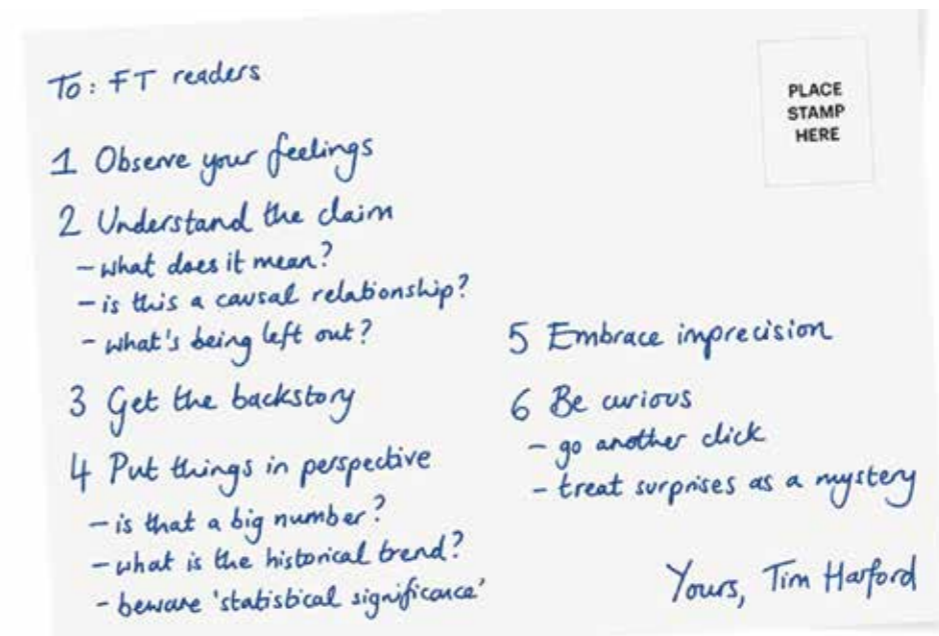 To: FT readers
PLACE
STAMP
HERE
1 Observe your feelings
2 Understand the claim
- what does it mean?
- is this a causal relationship?
- what's being left out?
3 Get the backstory
4 Put things in perspective
- is that a big number?
- what is the historical trend?
- beware 'statistical significance'
5 Embrace imprecision
6 Be curious
- go another click
- treat surprises as a mystery
Yours, Tim Harford